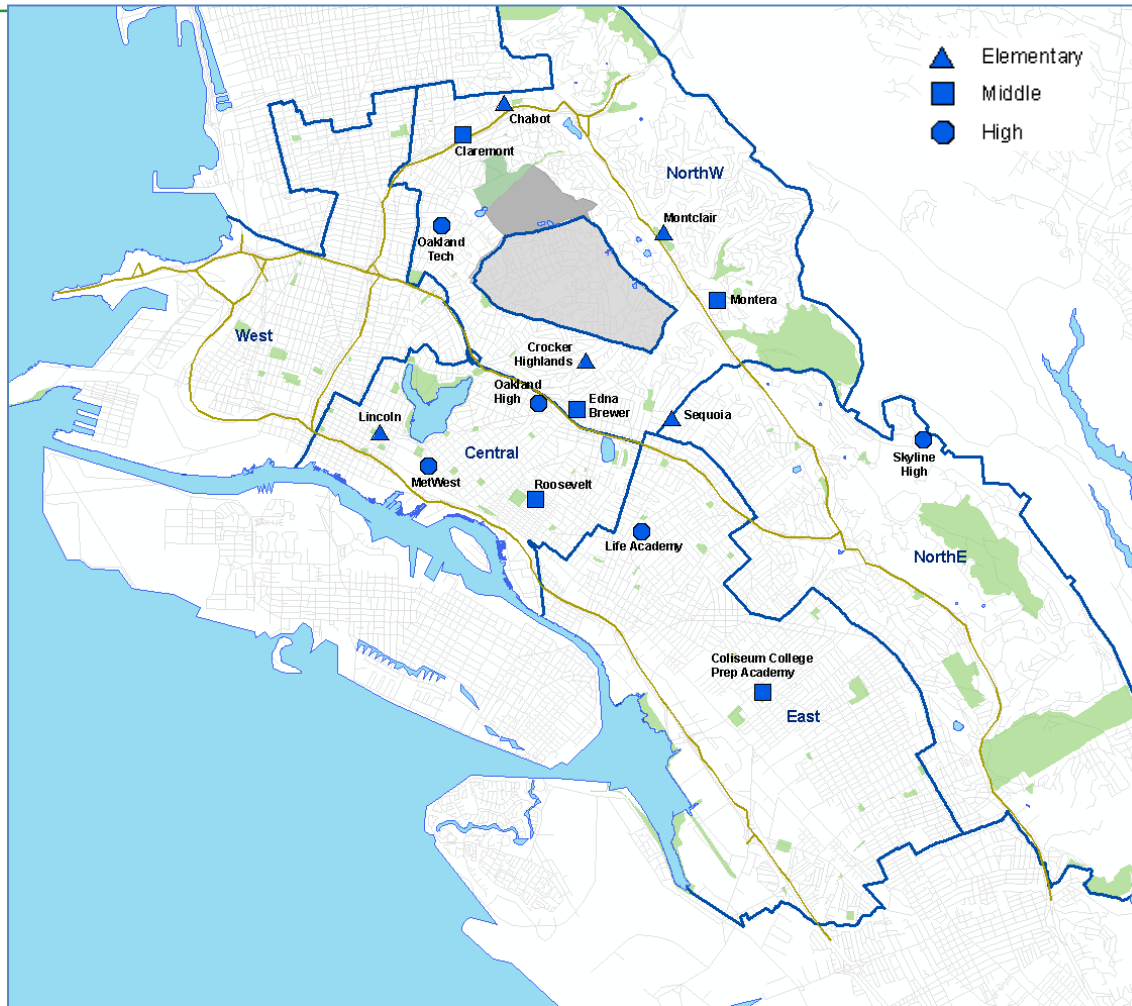 Elementary
Middle
High
Chabot
Claremont
NorthW
Montclair
Oakland
Tech
Montera
West
Crocker
Highlands
Oakland
High
Edna
Brewer
Sequoia
Lincoln
Skyline
High
Central
MetWest
Roosevelt
Life Academy
NorthE
Coliseum College
Prep Academy
East